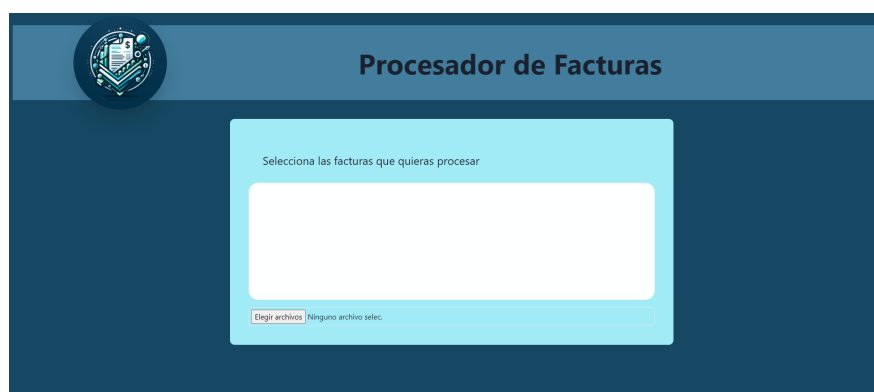 $
Procesador de Facturas
Selecciona las facturas que quieras procesar
Elegir archivos Ninguno archivo selec.